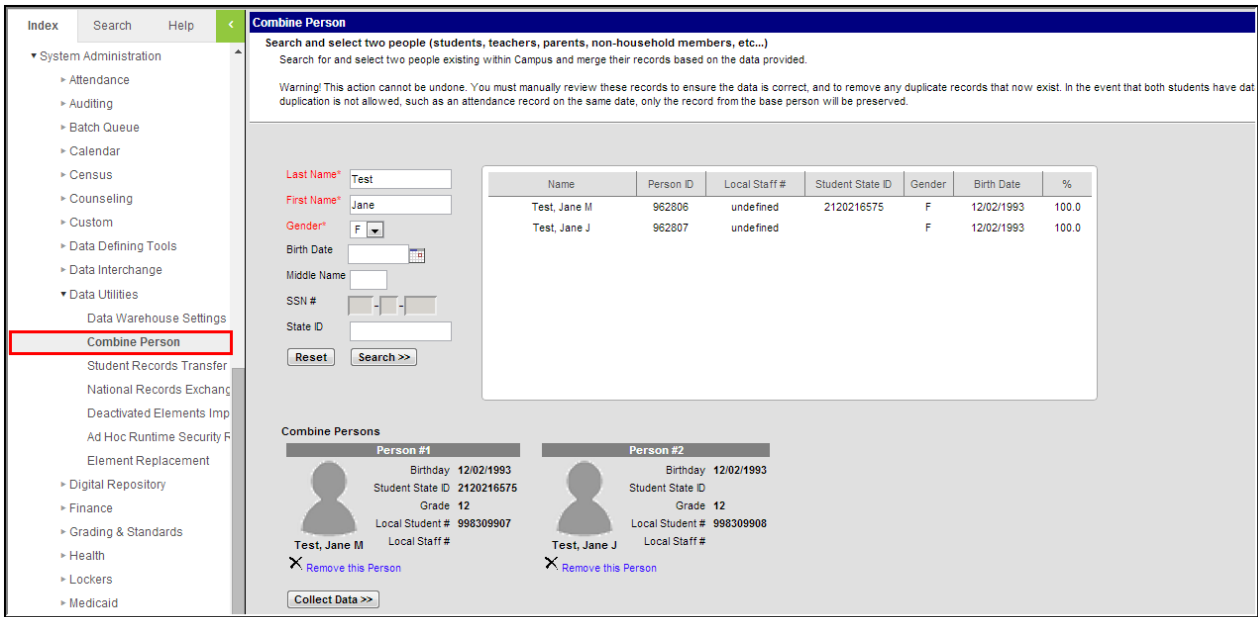 Index Search Help <
System Administration
Attendance
Auditing
Batch Queue
Calendar
Census
Counseling
Custom
Data Defining Tools
Data Interchange
Data Utilities
Data Warehouse Settings
Combine Person
Student Records Transfer
National Records Exchang
Deactivated Elements Imp
Ad Hoc Runtime Security R
Element Replacement
Digital Repository
Finance
Grading & Standards
Health
Lockers
Medicaid
Combine Person
Search and select two people (students, teachers, parents, non-household members, etc...)
Search for and select two people existing within Campus and merge their records based on the data provided.
Warning! This action cannot be undone. You must manually review these records to ensure the data is correct, and to remove any duplicate records that now exist. In the event that both students have dat
duplication is not allowed, such as an attendance record on the same date, only the record from the base person will be preserved.
Last Name* Test
First Name* Jane
Gender* F
Birth Date
Middle Name
SSN # - -
State ID
Reset Search >>
Name Person ID Local Staff # Student State ID Gender Birth Date %
Test, Jane M 962806 undefined 2120216575 F 12/02/1993 100.0
Test, Jane J 962807 undefined F 12/02/1993 100.0
Combine Persons
Person #1
Birthday 12/02/1993
Student State ID 2120216575
Grade 12
Local Student # 998309907
Local Staff #
Test, Jane M
X Remove this Person
Person #2
Birthday 12/02/1993
Student State ID
Grade 12
Local Student # 998309908
Local Staff #
Test, Jane J
X Remove this Person
Collect Data >>